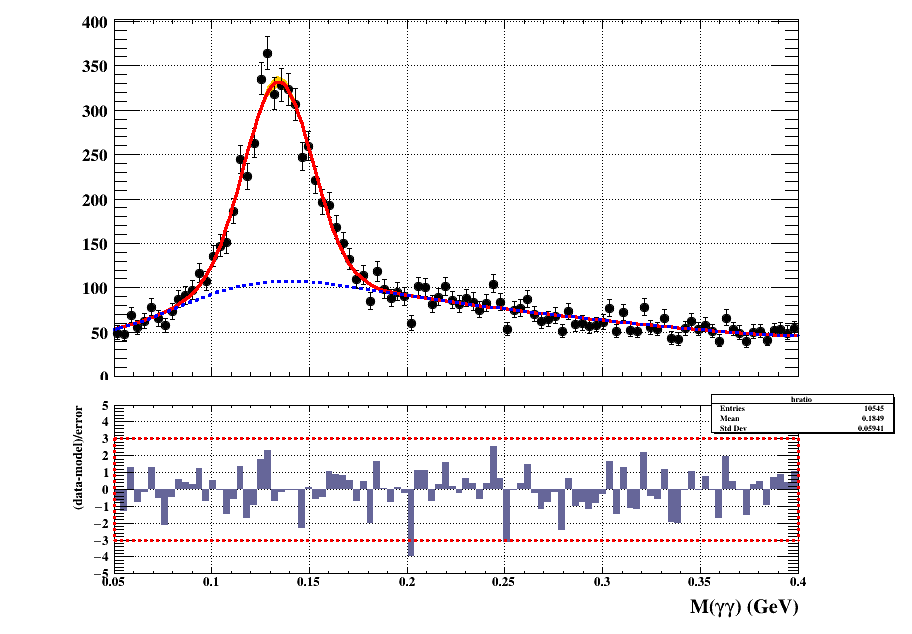 400
350
300
250
200
150
100
50
0
hratio
Entries 10545
Mean 0.1849
Std Dev 0.05941
(data-model)/error
5
4
3
2
1
0
−1
−2
−3
−4
−5
0.05 0.1 0.15 0.2 0.25 0.3 0.35 0.4
M(γγ) (GeV)